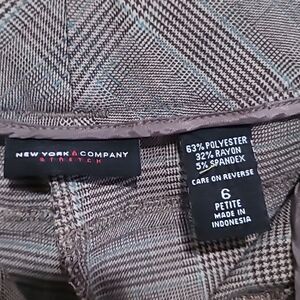 NEW YORK & COMPANY
STRETCH
63% POLYESTER
32% RAYON
5% SPANDEX
CARE ON REVERSE
6
PETITE
MADE IN
INDONESIA